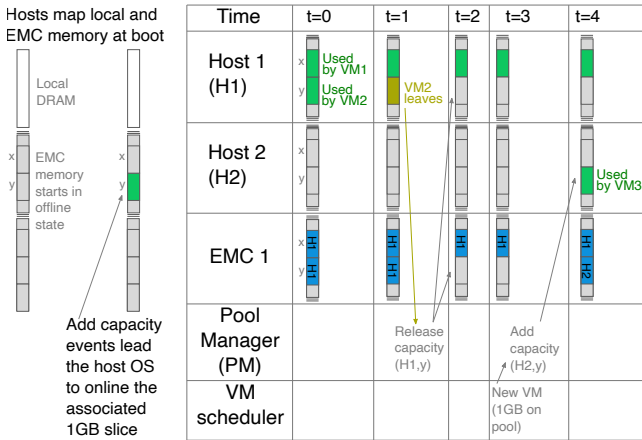 Hosts map local and
EMC memory at boot
Local
DRAM
x
EMC
x
y
memory
y
starts in
offline
state
Add capacity
events lead
the host OS
to online the
associated
1GB slice
Time
t=0
t=1
t=2
t=3
t=4
Host 1
(H1)
x
y
Used
by VM1
Used
by VM2
VM2
leaves
Host 2
(H2)
x
y
Used
by VM3
EMC 1
x
y
H1
H1
H1
H1
H1
H1
H1
H2
Pool
Manager
(PM)
Release
capacity
(H1,y)
Add
capacity
(H2,y)
VM
scheduler
New VM
(1GB on
pool)